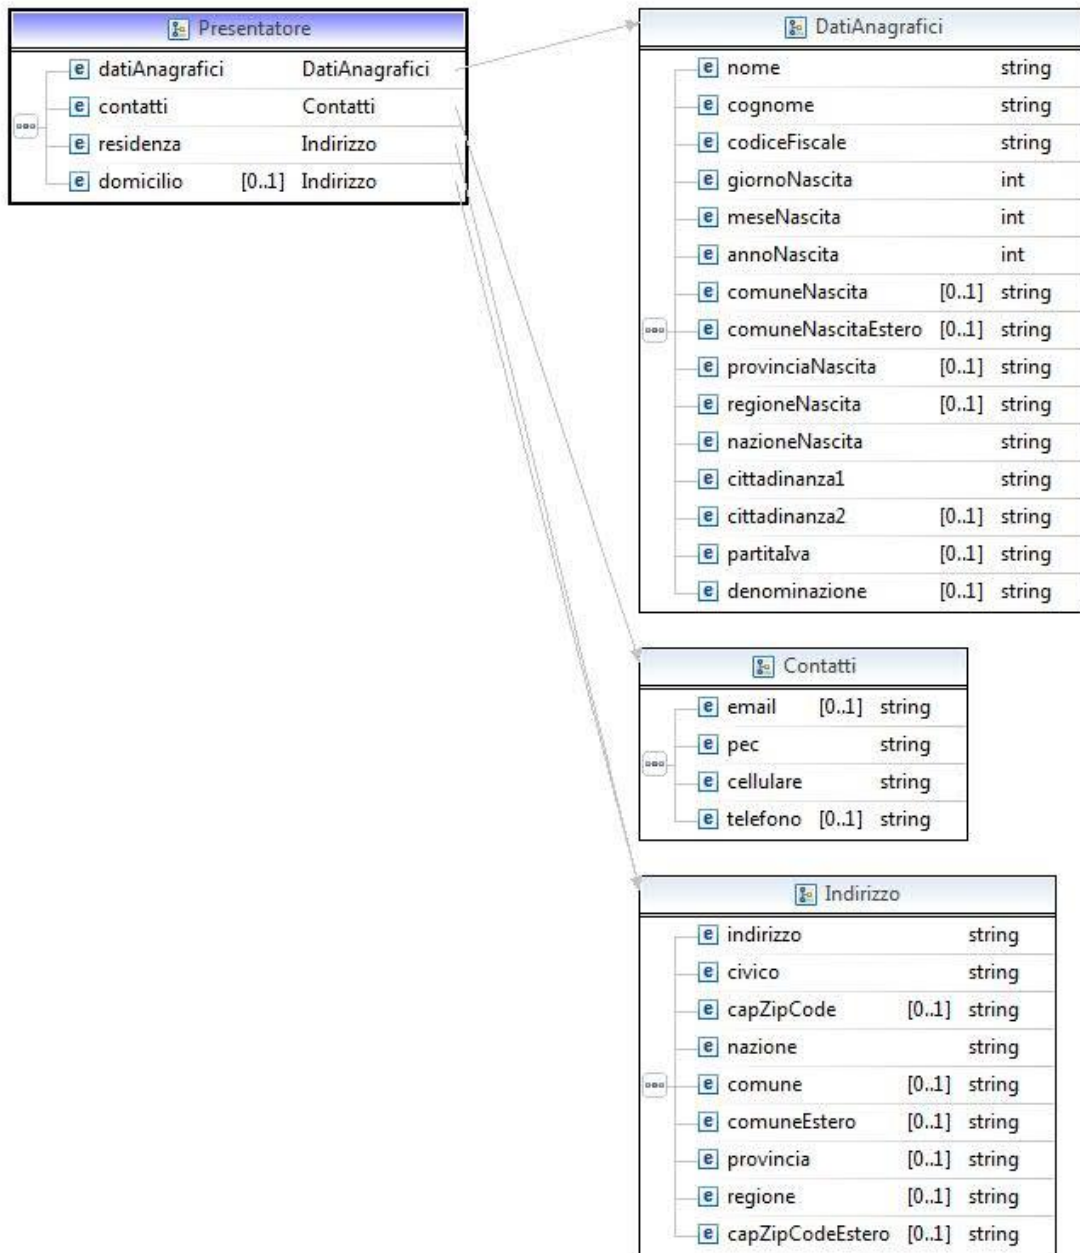 Presentatore
datiAnagrafici DatiAnagrafici
contatti Contatti
residenza Indirizzo
domicilio [0..1] Indirizzo
DatiAnagrafici
nome string
cognome string
codiceFiscale string
giornoNascita int
meseNascita int
annoNascita int
comuneNascita [0..1] string
comuneNascitaEstero [0..1] string
provinciaNascita [0..1] string
regioneNascita [0..1] string
nazioneNascita string
cittadinanza1 string
cittadinanza2 [0..1] string
partitaIva [0..1] string
denominazione [0..1] string
Contatti
email [0..1] string
pec string
cellulare string
telefono [0..1] string
Indirizzo
indirizzo string
civico string
capZipCode [0..1] string
nazione string
comune [0..1] string
comuneEstero [0..1] string
provincia [0..1] string
regione [0..1] string
capZipCodeEstero [0..1] string